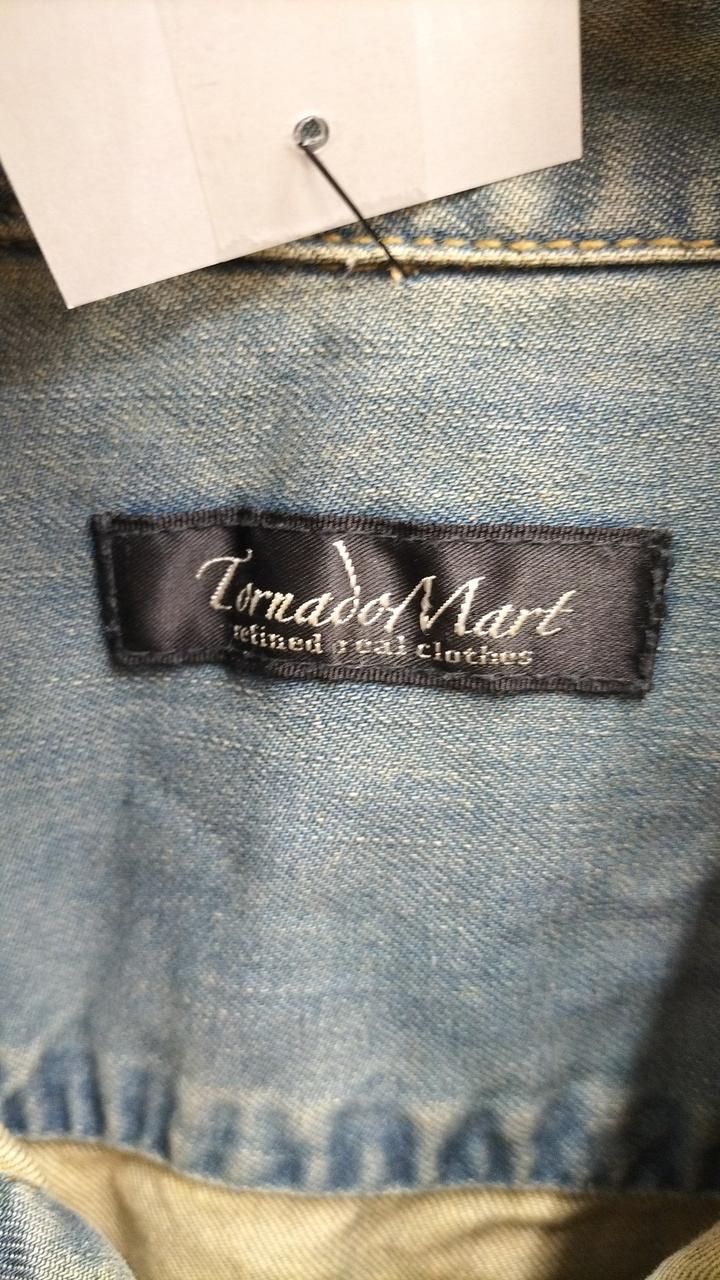 TornadoMart
refined real clothes